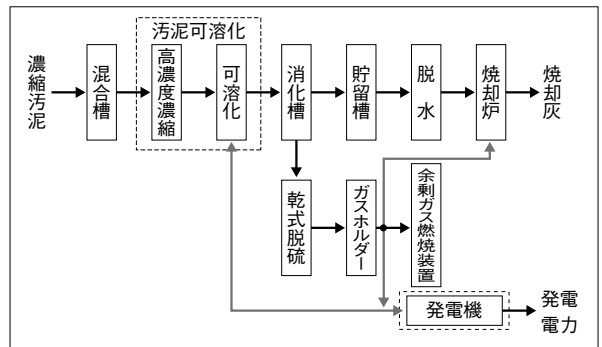 汚泥可溶化
濃縮汚泥
混合槽
高濃度濃縮
可溶化
消化槽
貯留槽
脱水
焼却炉
焼却灰
乾式脱硫
ガスホルダー
余剰ガス燃焼装置
発電機
発電
電力